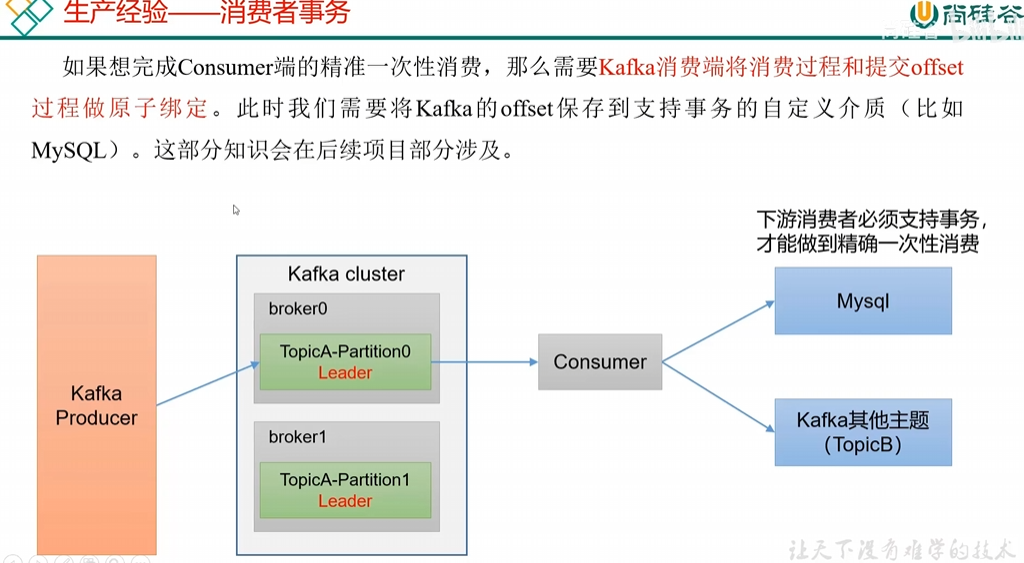 生产经验——消费者事务
尚硅谷
如果想完成Consumer端的精准一次性消费，那么需要Kafka消费端将消费过程和提交offset
过程做原子绑定。此时我们需要将Kafka的offset保存到支持事务的自定义介质（比如
MySQL）。这部分知识会在后续项目部分涉及。
下游消费者必须支持事务，
才能做到精确一次性消费
Kafka
Producer
Kafka cluster
broker0
TopicA-Partition0
Leader
broker1
TopicA-Partition1
Leader
Consumer
Mysql
Kafka其他主题
（TopicB）
让天下没有难学的技术